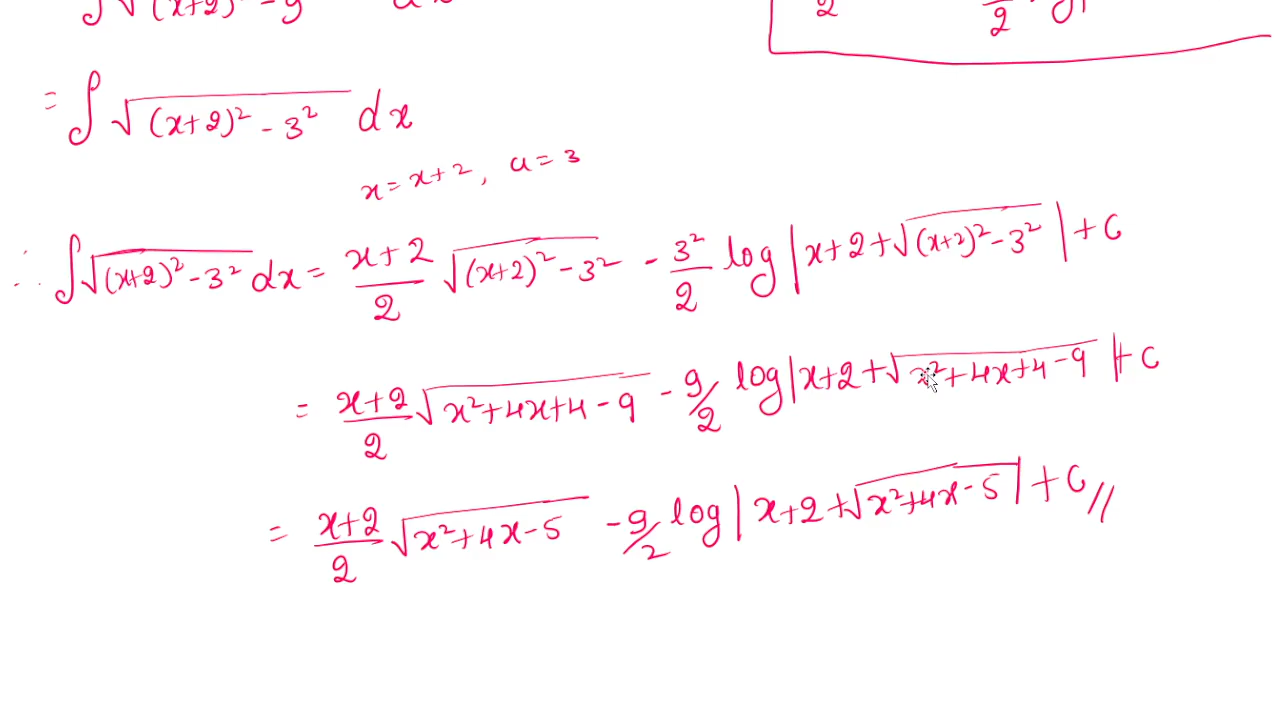 = ∫ √(x+2)² - 3² dx
x = x+2, a = 3
∴ ∫√(x+2)² - 3² dx = x+2/2 √(x+2)² - 3² - 3²/2 log |x+2+√(x+2)² - 3²| + C
= x+2/2 √x²+4x+4-9 - 9/2 log|x+2+√x²+4x+4-9| + C
= x+2/2 √x²+4x-5 - 9/2 log|x+2+√x²+4x-5| + C //